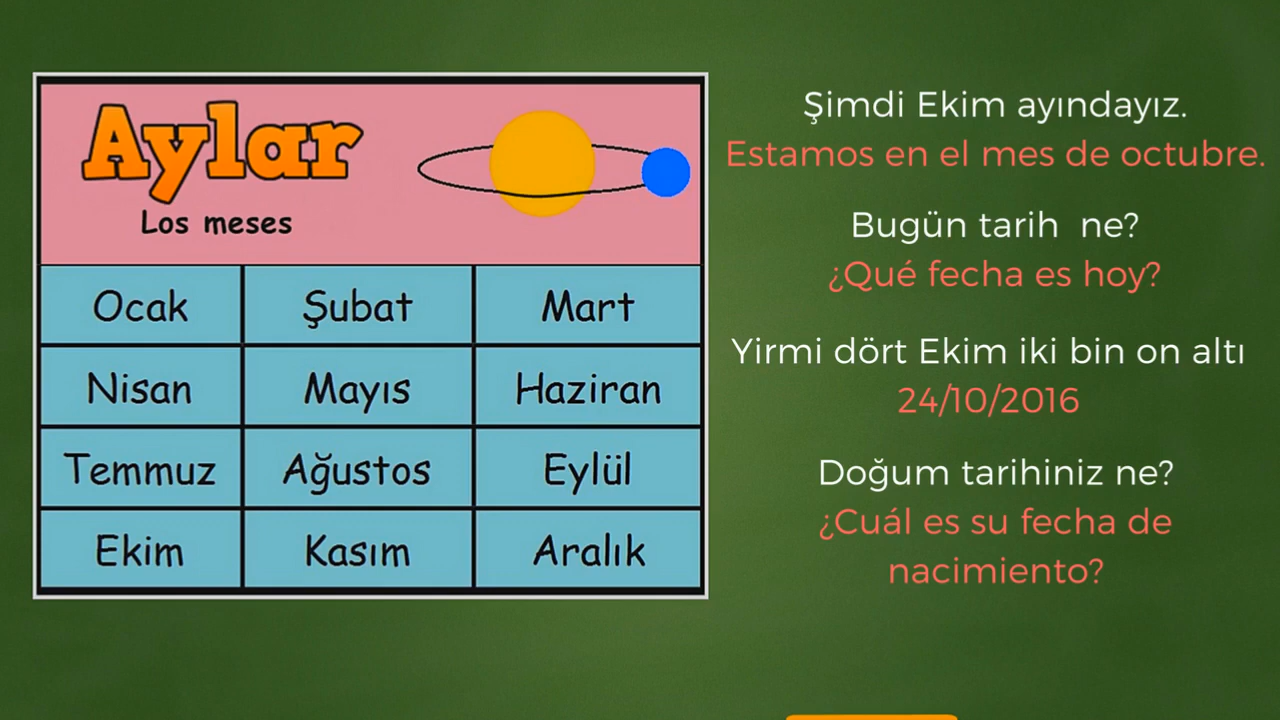 Aylar
Los meses
Ocak Şubat Mart
Nisan Mayıs Haziran
Temmuz Ağustos Eylül
Ekim Kasım Aralık
Şimdi Ekim ayındayız.
Estamos en el mes de octubre.
Bugün tarih ne?
¿Qué fecha es hoy?
Yirmi dört Ekim iki bin on altı
24/10/2016
Doğum tarihiniz ne?
¿Cuál es su fecha de
nacimiento?